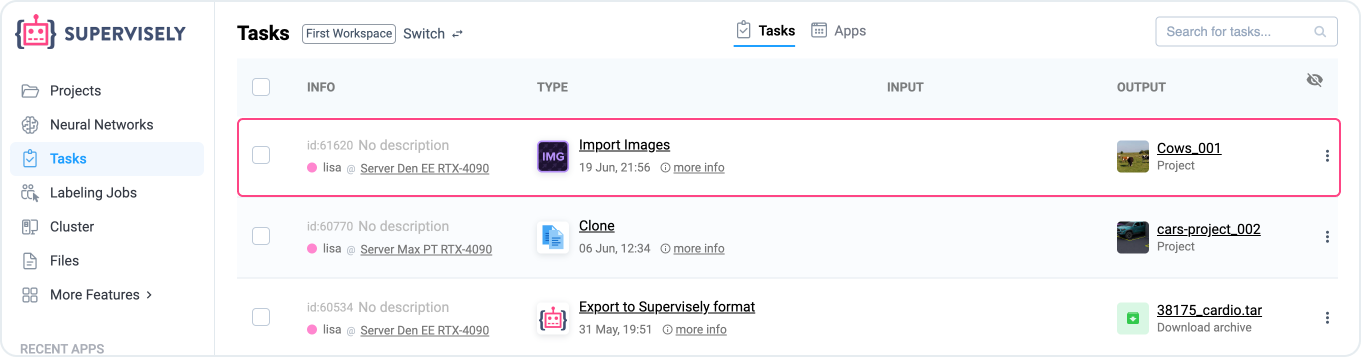 SUPERVISELY
Tasks First Workspace Switch
Tasks Apps
Search for tasks...
Projects
Neural Networks
Tasks
Labeling Jobs
Cluster
Files
More Features
RECENT APPS
INFO TYPE INPUT OUTPUT
id:61620 No description
lisa @ Server Den EE RTX-4090
IMG
Import Images
19 Jun, 21:56 more info
Cows_001
Project
id:60770 No description
lisa @ Server Max PT RTX-4090
Clone
06 Jun, 12:34 more info
cars-project_002
Project
id:60534 No description
lisa @ Server Den EE RTX-4090
Export to Supervisely format
31 May, 19:51 more info
38175_cardio.tar
Download archive